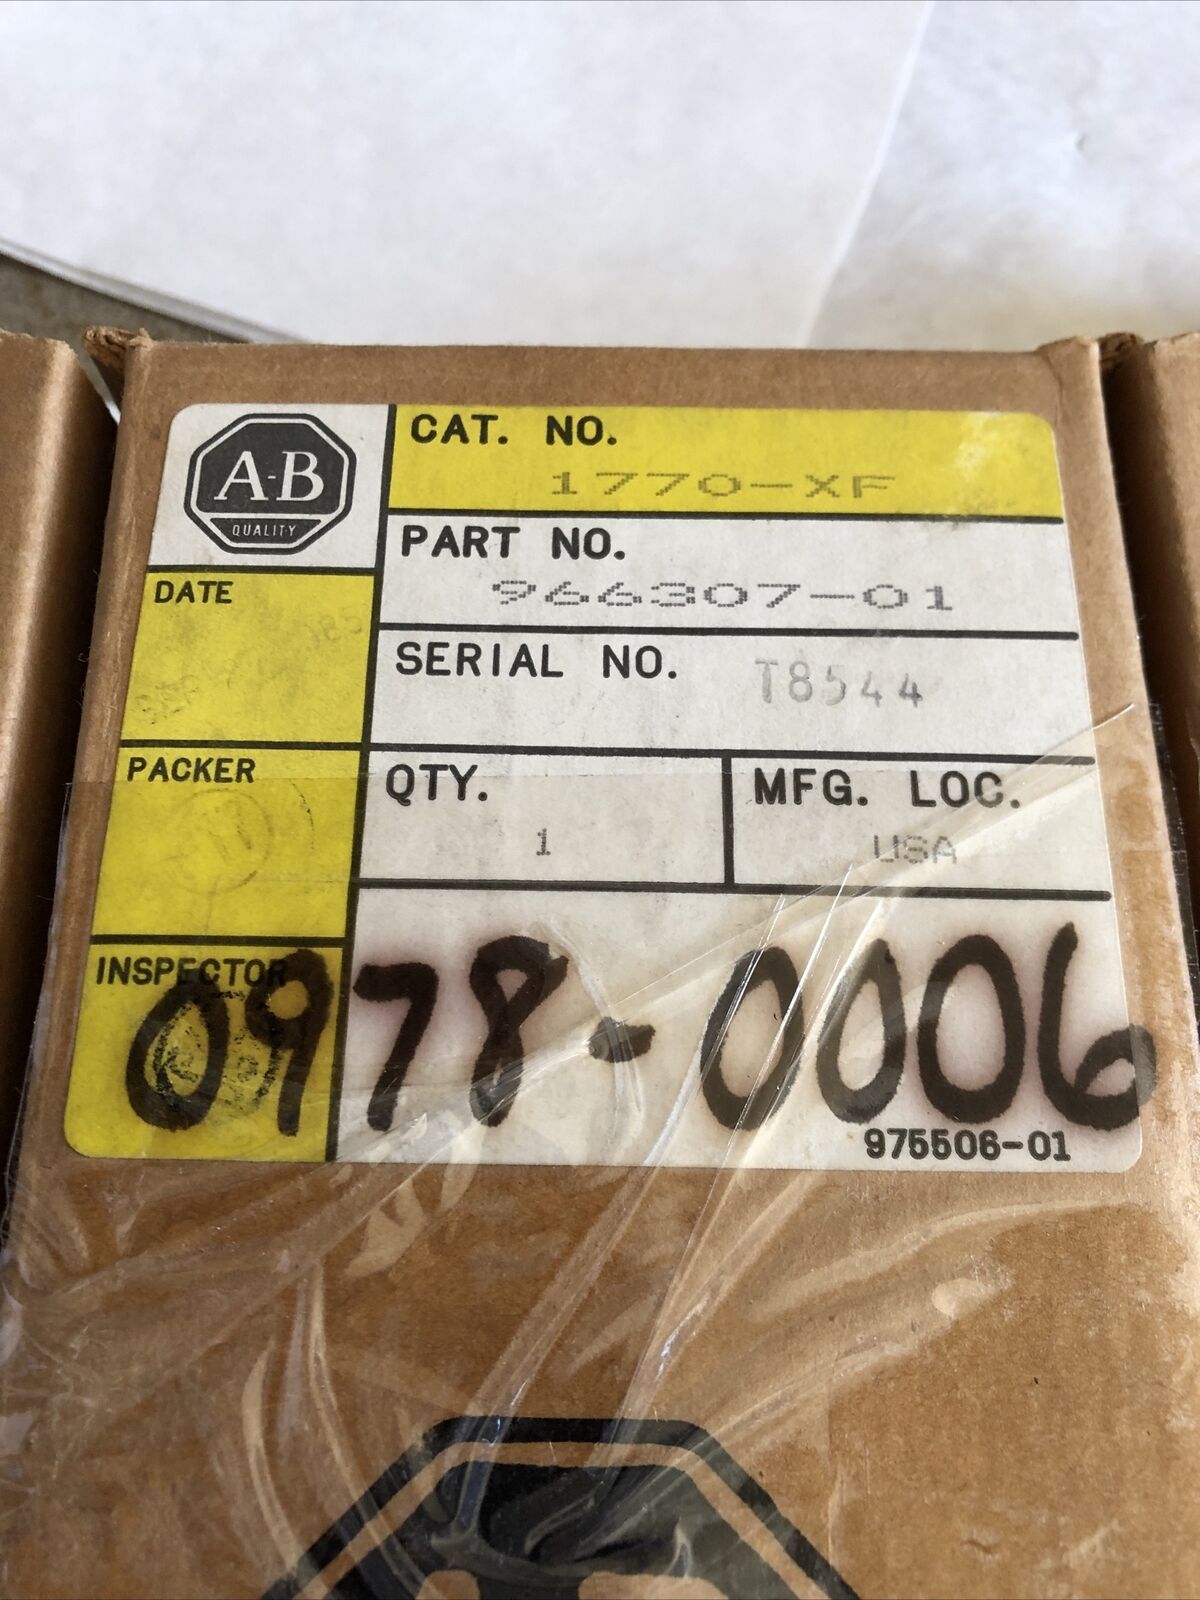 A-B
QUALITY
CAT. NO.
1770-XF
PART NO.
966307-01
SERIAL NO. T8544
DATE
PACKER
QTY.
1
MFG. LOC.
USA
INSPECTOR
0978-0006
975506-01